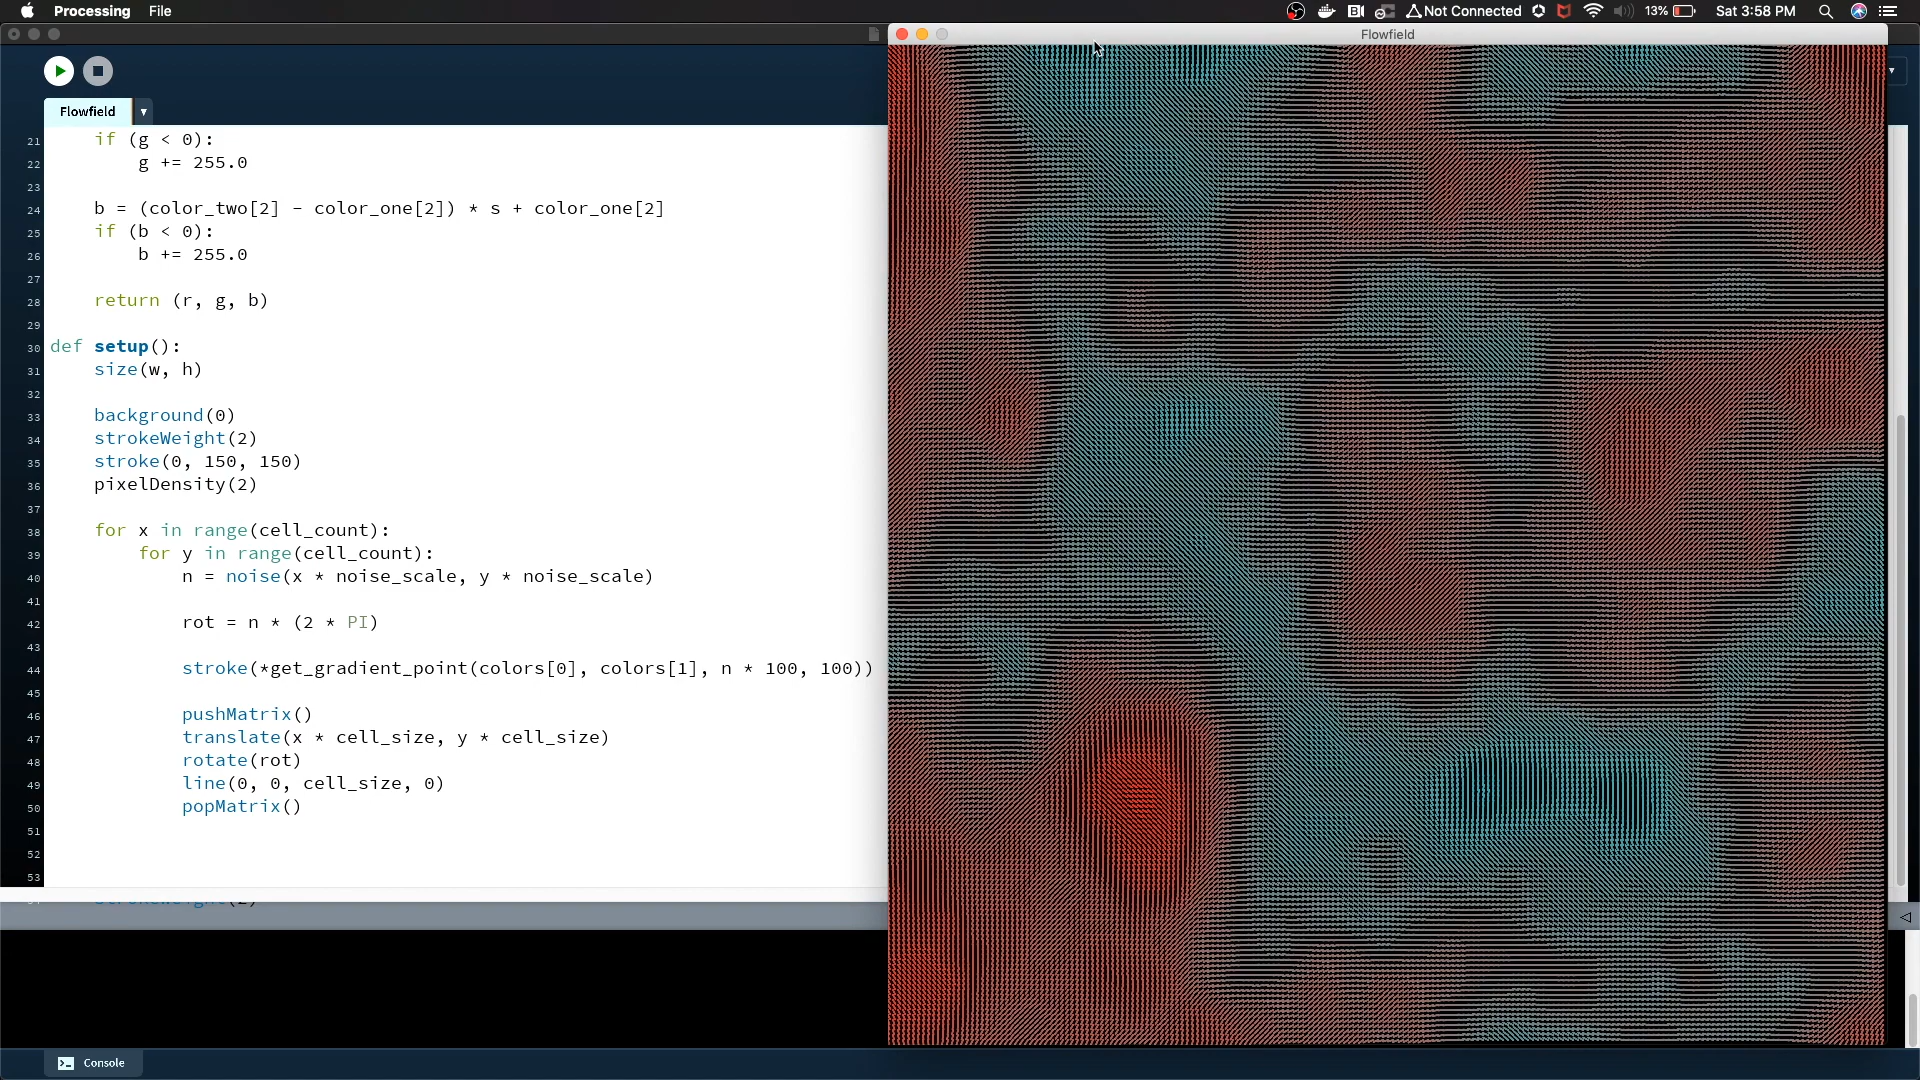 Processing File
Not Connected 13% Sat 3:58 PM
Flowfield
Flowfield
21 if (g < 0):
22 g += 255.0
23
24 b = (color_two[2] - color_one[2]) * s + color_one[2]
25 if (b < 0):
26 b += 255.0
27
28 return (r, g, b)
29
30 def setup():
31 size(w, h)
32
33 background(0)
34 strokeWeight(2)
35 stroke(0, 150, 150)
36 pixelDensity(2)
37
38 for x in range(cell_count):
39 for y in range(cell_count):
40 n = noise(x * noise_scale, y * noise_scale)
41
42 rot = n * (2 * PI)
43
44 stroke(*get_gradient_point(colors[0], colors[1], n * 100, 100))
45
46 pushMatrix()
47 translate(x * cell_size, y * cell_size)
48 rotate(rot)
49 line(0, 0, cell_size, 0)
50 popMatrix()
51
52
53
Console